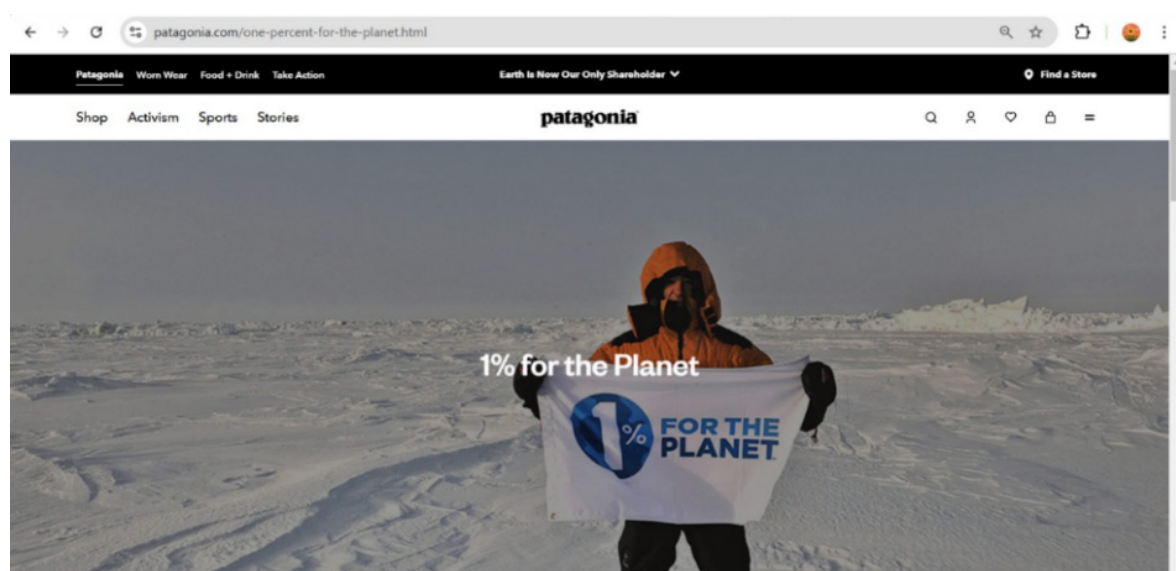 patagonia.com/one-percent-for-the-planet.html
Patagonia Worn Wear Food + Drink Take Action Earth Is Now Our Only Shareholder Find a Store
Shop Activism Sports Stories patagonia
1% for the Planet
1% FOR THE
PLANET